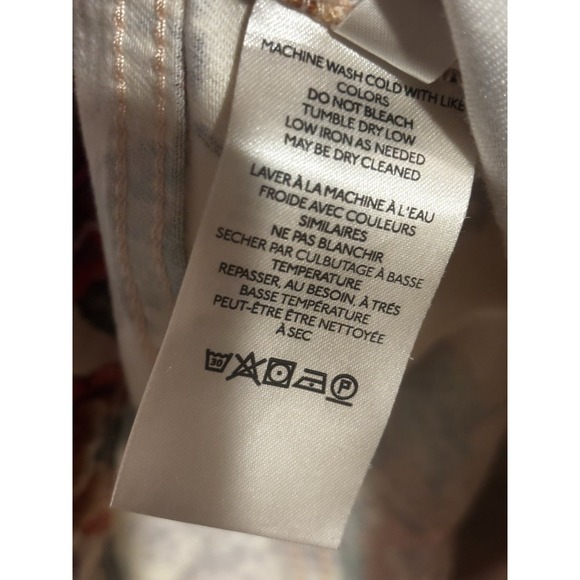 MACHINE WASH COLD WITH LIKE
COLORS
DO NOT BLEACH
TUMBLE DRY LOW
LOW IRON AS NEEDED
MAY BE DRY CLEANED
LAVER À LA MACHINE À L'EAU
FROIDE AVEC COULEURS
SIMILAIRES
NE PAS BLANCHIR
SECHER PAR CULBUTAGE À BASSE
TEMPERATURE
REPASSER, AU BESOIN, À TRÉS
BASSE TEMPÉRATURE
PEUT-ÊTRE ÊTRE NETTOYÉE
À SEC
30 P